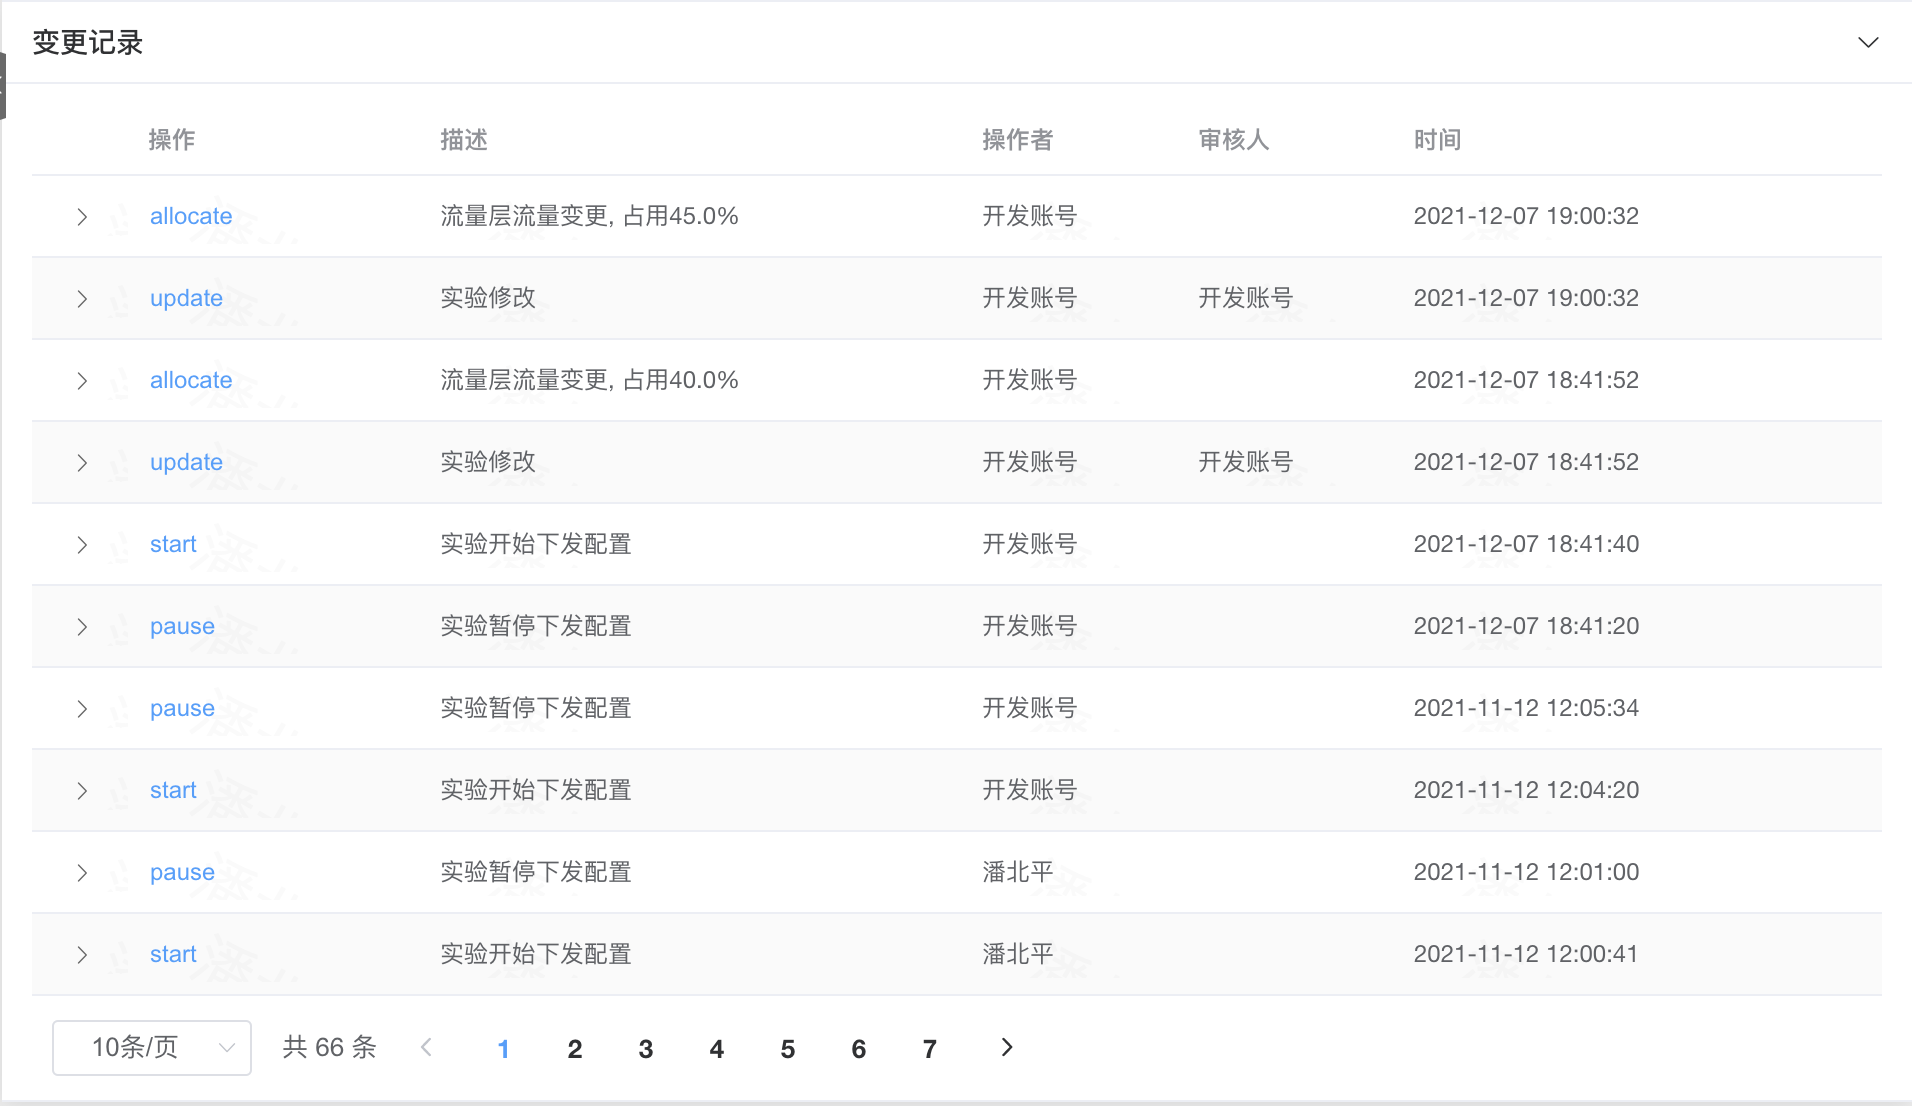 变更记录
操作 描述 操作者 审核人 时间
allocate 流量层流量变更, 占用45.0% 开发账号 2021-12-07 19:00:32
update 实验修改 开发账号 开发账号 2021-12-07 19:00:32
allocate 流量层流量变更, 占用40.0% 开发账号 2021-12-07 18:41:52
update 实验修改 开发账号 开发账号 2021-12-07 18:41:52
start 实验开始下发配置 开发账号 2021-12-07 18:41:40
pause 实验暂停下发配置 开发账号 2021-12-07 18:41:20
pause 实验暂停下发配置 开发账号 2021-11-12 12:05:34
start 实验开始下发配置 开发账号 2021-11-12 12:04:20
pause 实验暂停下发配置 潘北平 2021-11-12 12:01:00
start 实验开始下发配置 潘北平 2021-11-12 12:00:41
10条/页 共 66 条 1 2 3 4 5 6 7